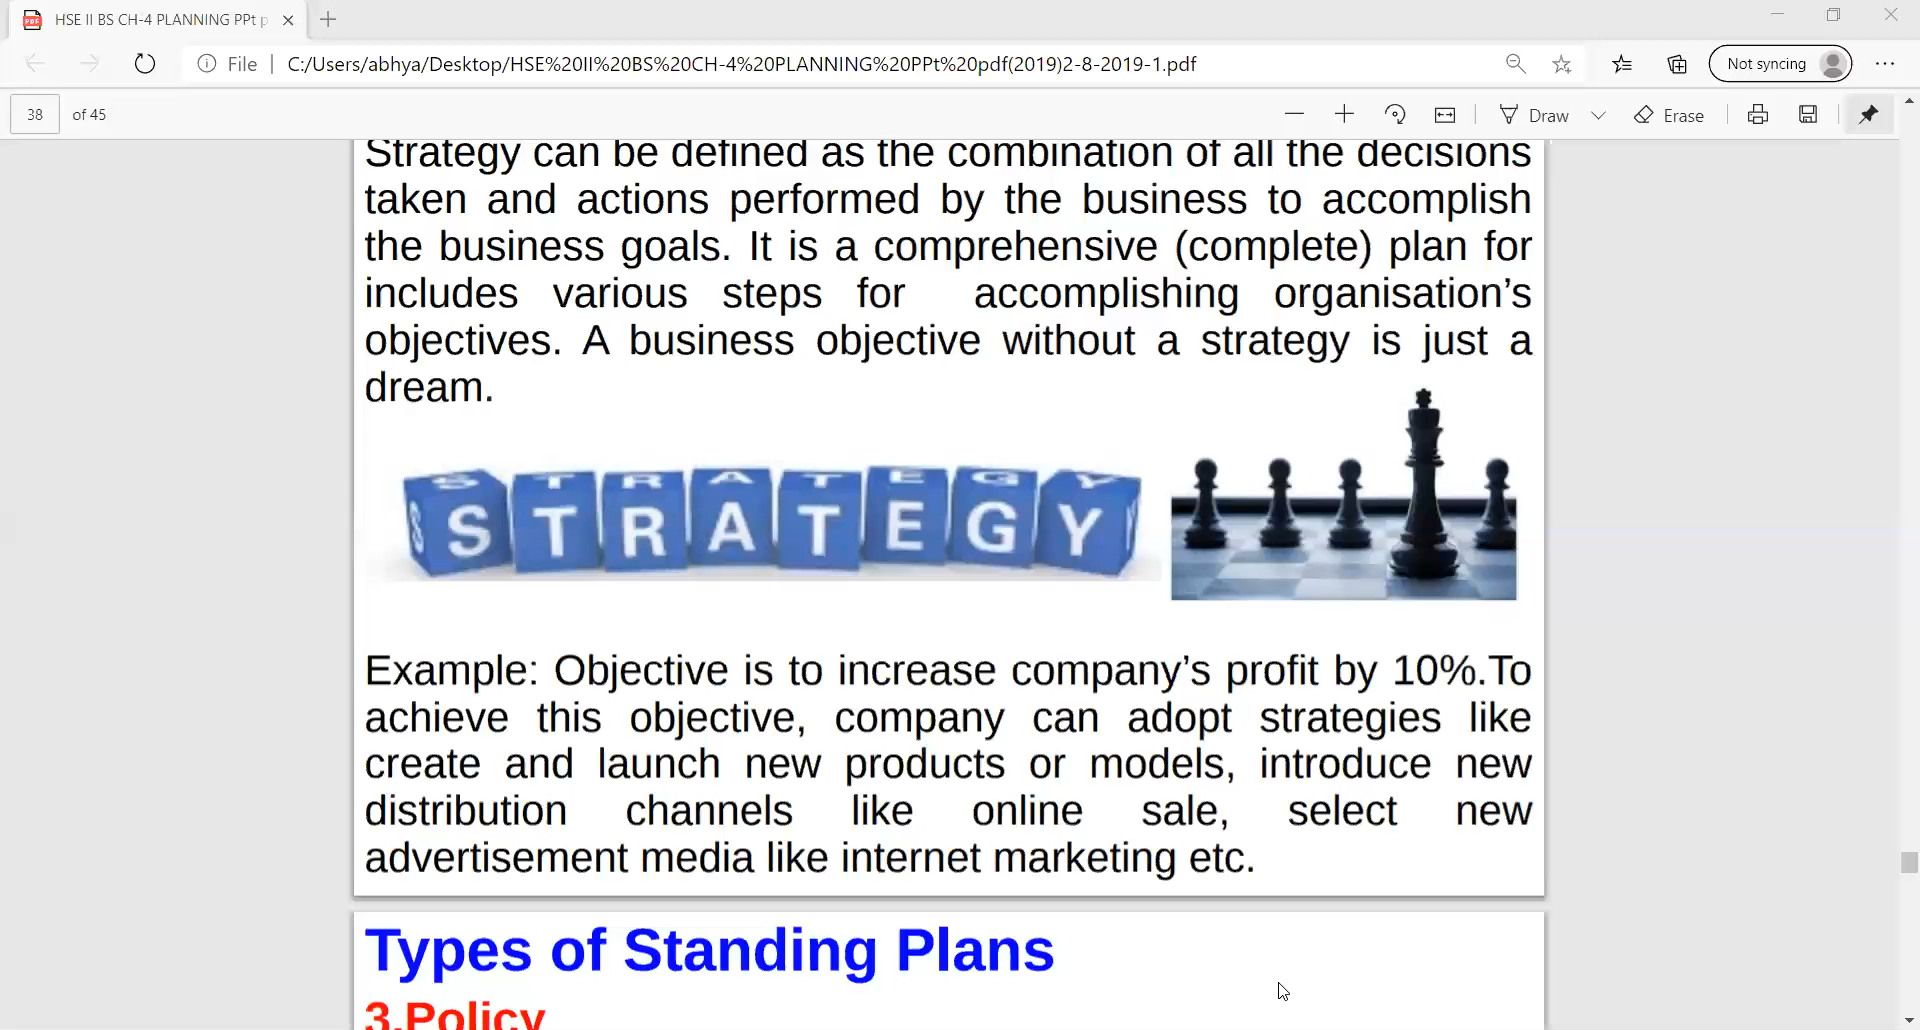 HSE II BS CH-4 PLANNING PPt p
File
C:/Users/abhya/Desktop/HSE%20II%20BS%20CH-4%20PLANNING%20PPt%20pdf(2019)2-8-2019-1.pdf
Not syncing
38 of 45
Draw
Erase
Strategy can be defined as the combination of all the decisions
taken and actions performed by the business to accomplish
the business goals. It is a comprehensive (complete) plan for
includes various steps for accomplishing organisation’s
objectives. A business objective without a strategy is just a
dream.
STRATEGY
Example: Objective is to increase company’s profit by 10%.To
achieve this objective, company can adopt strategies like
create and launch new products or models, introduce new
distribution channels like online sale, select new
advertisement media like internet marketing etc.
Types of Standing Plans
3.Policy